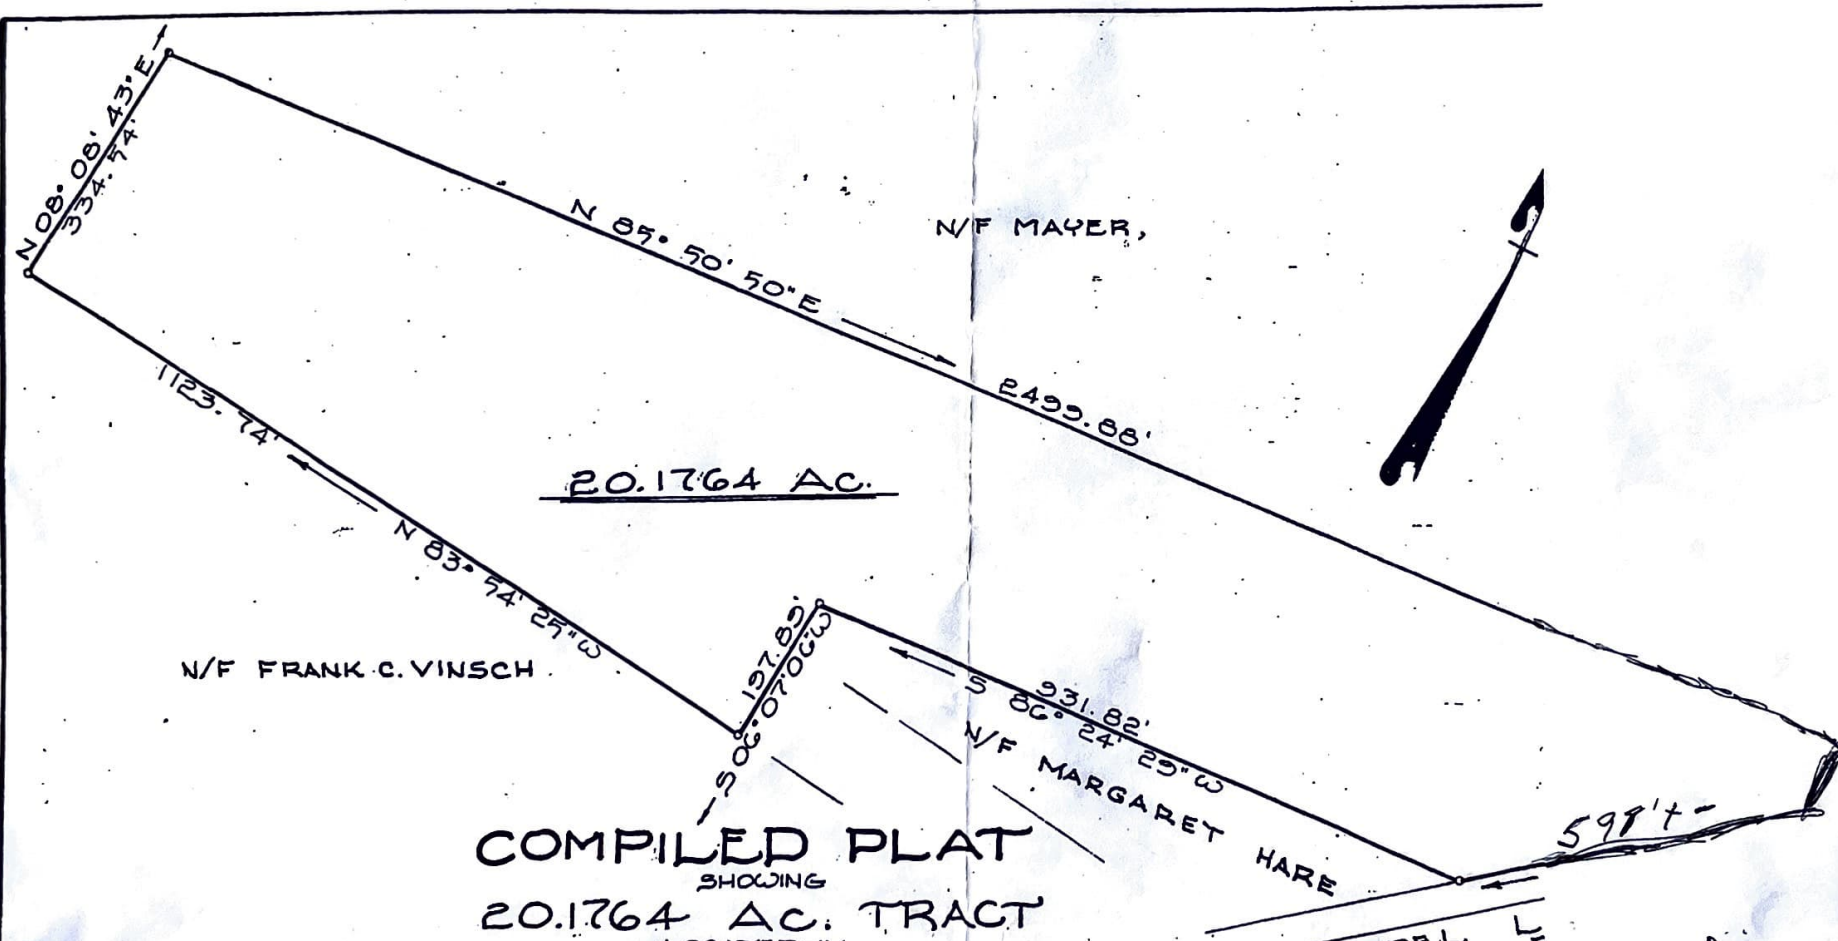 N 08° 08' 43" E
334.54'
N 85° 50' 50" E
2499.88'
N/F MAYER,
1123.74'
N 83° 54' 25" W
20.1764 AC.
N/F FRANK C. VINSCH
197.89'
S 06° 07' 06" W
931.82'
S 86° 24' 29" W
N/F MARGARET HARE
598' + -
COMPILED PLAT
SHOWING
20.1764 AC. TRACT